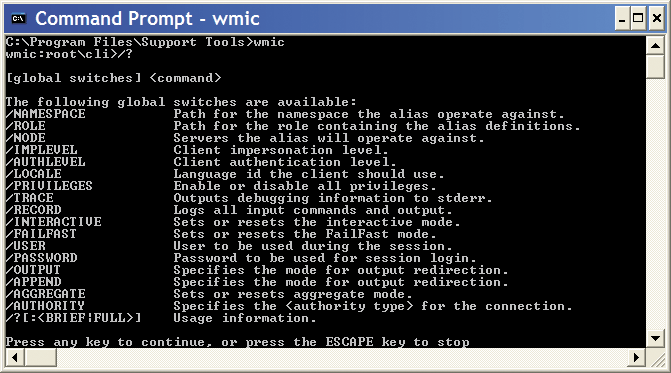 Command Prompt - wmic
C:\Program Files\Support Tools>wmic
wmic:root\cli>/?
[global switches] <command>
The following global switches are available:
/NAMESPACE Path for the namespace the alias operate against.
/ROLE Path for the role containing the alias definitions.
/NODE Servers the alias will operate against.
/IMPLEVEL Client impersonation level.
/AUTHLEVEL Client authentication level.
/LOCALE Language id the client should use.
/PRIVILEGES Enable or disable all privileges.
/TRACE Outputs debugging information to stderr.
/RECORD Logs all input commands and output.
/INTERACTIVE Sets or resets the interactive mode.
/FAILFAST Sets or resets the FailFast mode.
/USER User to be used during the session.
/PASSWORD Password to be used for session login.
/OUTPUT Specifies the mode for output redirection.
/APPEND Specifies the mode for output redirection.
/AGGREGATE Sets or resets aggregate mode.
/AUTHORITY Specifies the <authority type> for the connection.
/?[:<BRIEF|FULL>] Usage information.
Press any key to continue, or press the ESCAPE key to stop